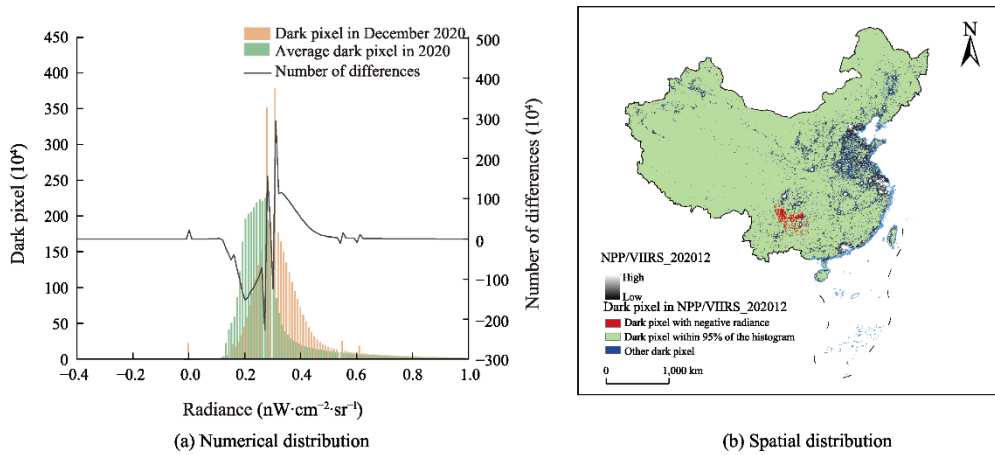 Dark pixel in December 2020
Average dark pixel in 2020
Number of differences
450
400
350
300
250
200
150
100
50
0
Dark pixel (10⁴)
500
400
300
200
100
0
−100
−200
−300
Number of differences (10⁴)
−0.4 −0.2 0.0 0.2 0.4 0.6 0.8 1.0
Radiance (nW·cm⁻²·sr⁻¹)
(a) Numerical distribution
N
NPP/VIIRS_202012
High
Low
Dark pixel in NPP/VIIRS_202012
Dark pixel with negative radiance
Dark pixel within 95% of the histogram
Other dark pixel
0 1,000 km
(b) Spatial distribution